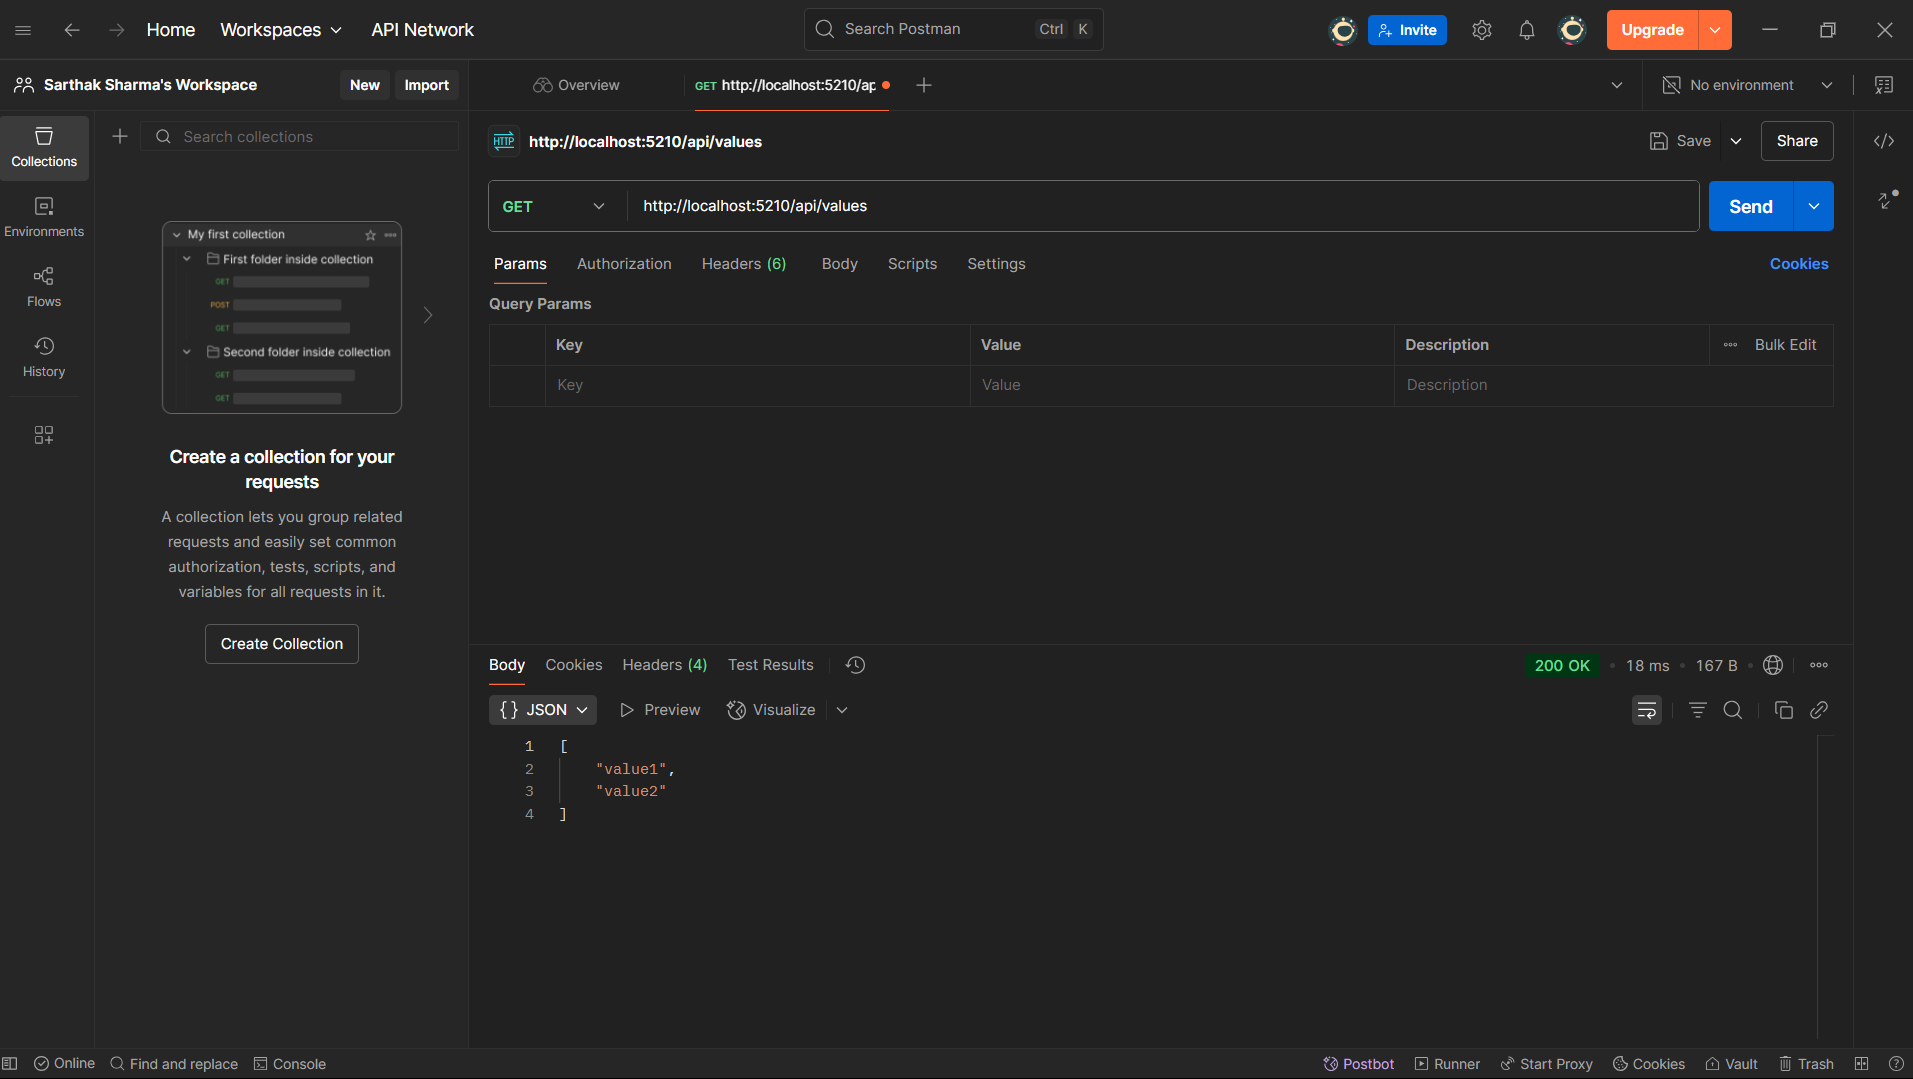 Home Workspaces API Network Search Postman Ctrl K Invite Upgrade
Sarthak Sharma's Workspace New Import Overview GET http://localhost:5210/ap No environment
Collections
Environments
Flows
History
Search collections
My first collection
First folder inside collection
GET
POST
GET
Second folder inside collection
GET
GET
Create a collection for your
requests
A collection lets you group related
requests and easily set common
authorization, tests, scripts, and
variables for all requests in it.
Create Collection
HTTP http://localhost:5210/api/values Save Share
GET http://localhost:5210/api/values Send
Params Authorization Headers (6) Body Scripts Settings Cookies
Query Params
Key Value Description Bulk Edit
Key Value Description
Body Cookies Headers (4) Test Results 200 OK • 18 ms • 167 B •
{} JSON Preview Visualize
1 [
2 "value1",
3 "value2"
4 ]
Online Find and replace Console Postbot Runner Start Proxy Cookies Vault Trash